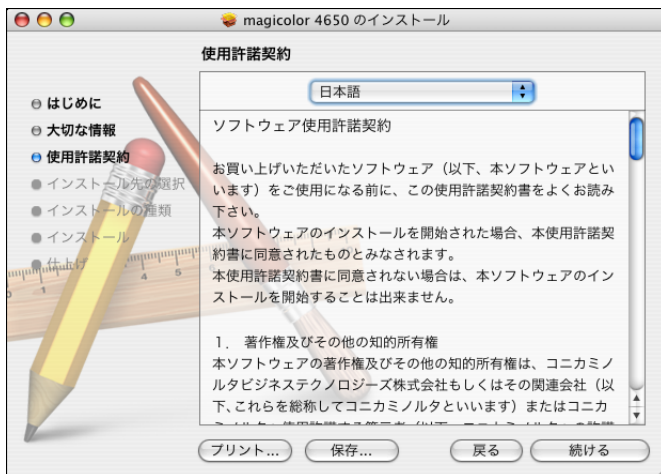 magicolor 4650 のインストール
使用許諾契約
はじめに
大切な情報
使用許諾契約
インストール先の選択
インストールの種類
インストール
仕上げ
日本語
ソフトウェア使用許諾契約
お買い上げいただいたソフトウェア（以下、本ソフトウェアとい
います）をご使用になる前に、この使用許諾契約書をよくお読み
下さい。
本ソフトウェアのインストールを開始された場合、本使用許諾契
約書に同意されたものとみなされます。
本使用許諾契約書に同意されない場合は、本ソフトウェアのイン
ストールを開始することは出来ません。
１． 著作権及びその他の知的所有権
本ソフトウェアの著作権及びその他の知的所有権は、コニカミノ
ルタビジネステクノロジーズ株式会社もしくはその関連会社（以
下、これらを総称してコニカミノルタといいます）またはコニカ
プリント... 保存... 戻る 続ける